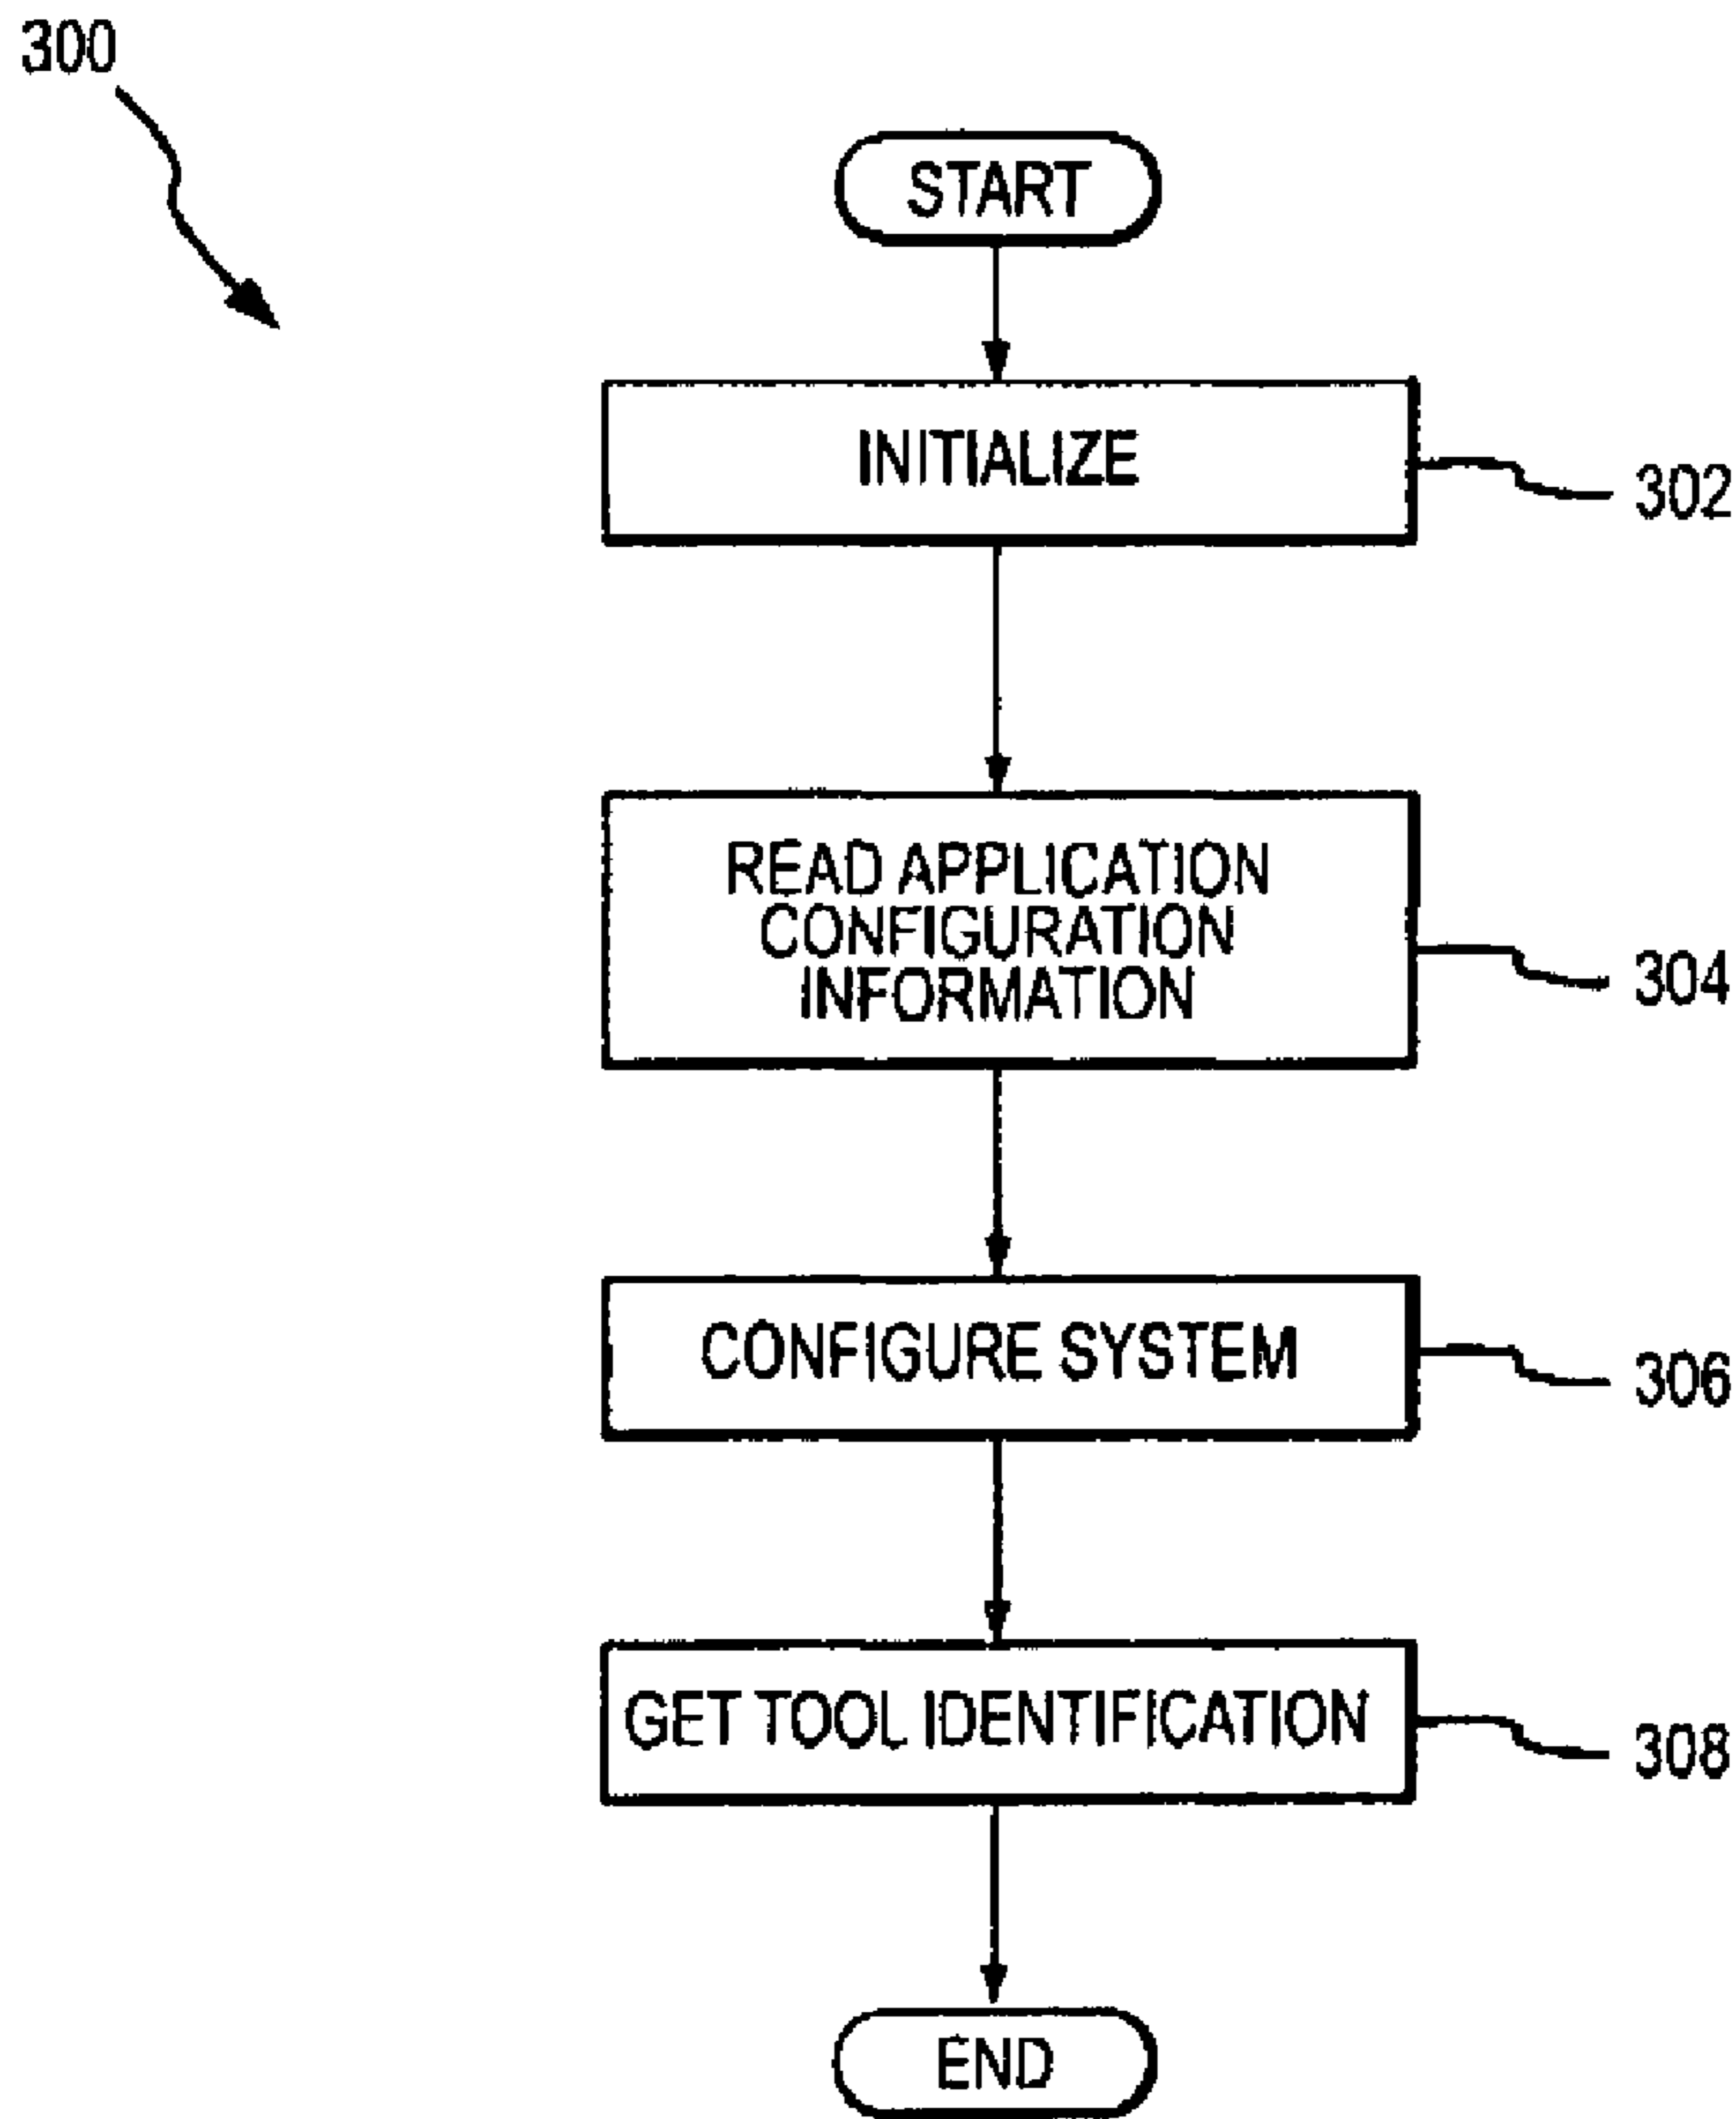 300
START
INITIALIZE
302
READ APPLICATION
CONFIGURATION
INFORMATION
304
CONFIGURE SYSTEM
306
GET TOOL IDENTIFICATION
308
END